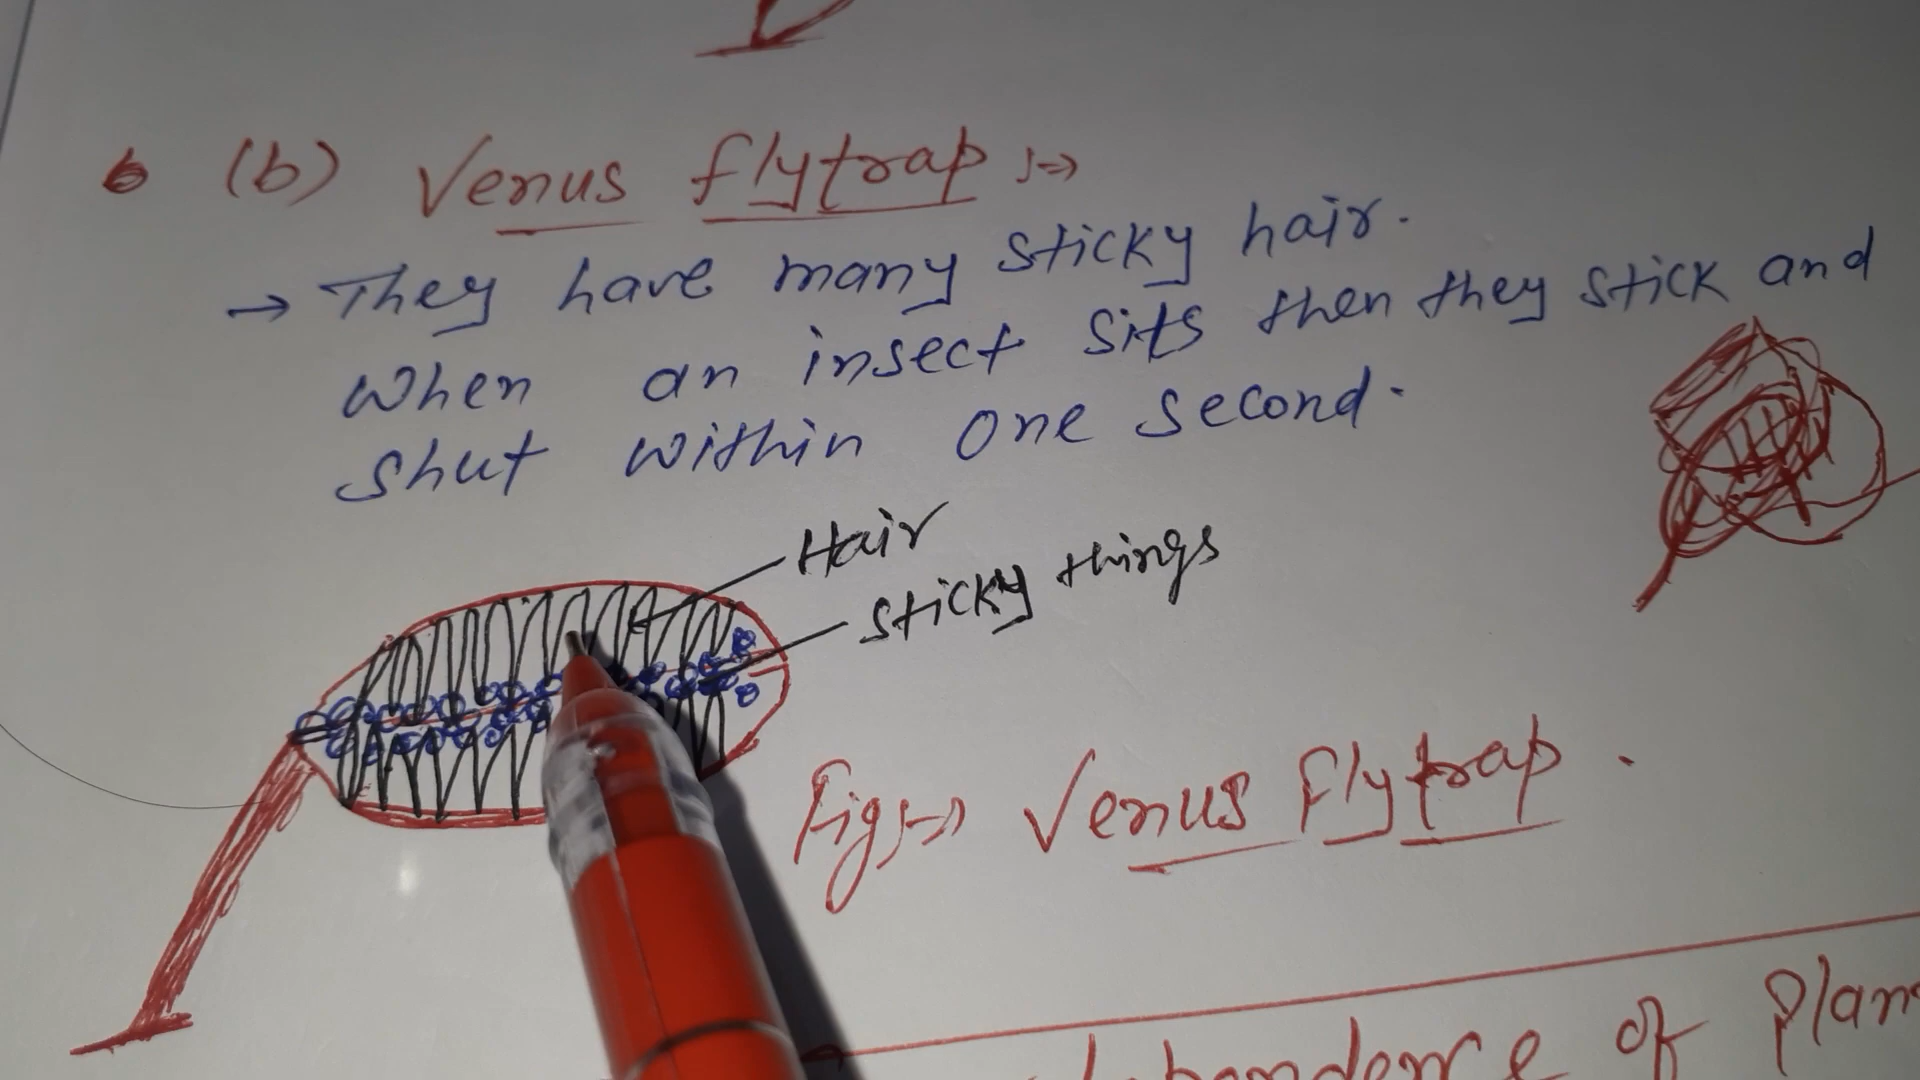 (b) Venus flytrap :->
→ They have many sticky hair.
When an insect sits then they stick and
shut within one second.
Hair
sticky things
Fig:-> Venus flytrap.
of